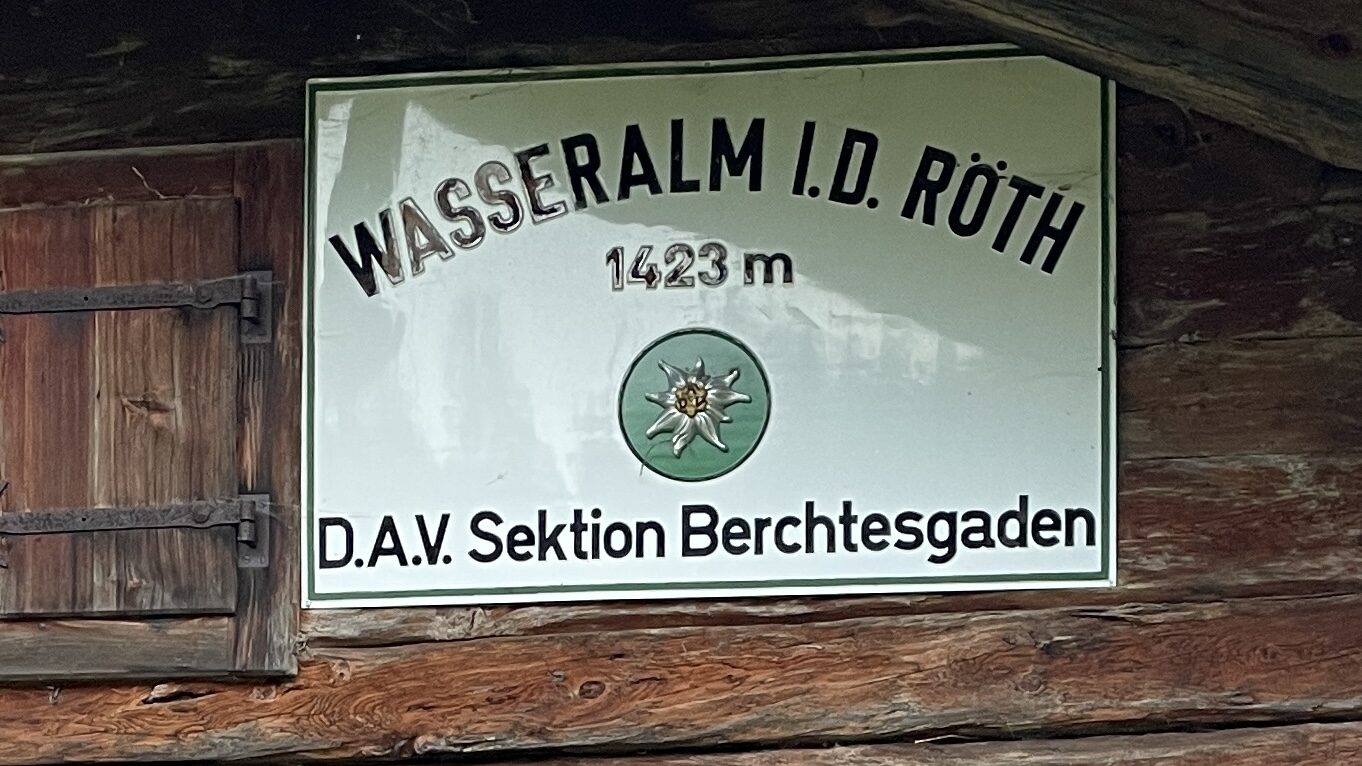 WASSERALM I.D. RÖTH
1423 m
D.A.V. Sektion Berchtesgaden